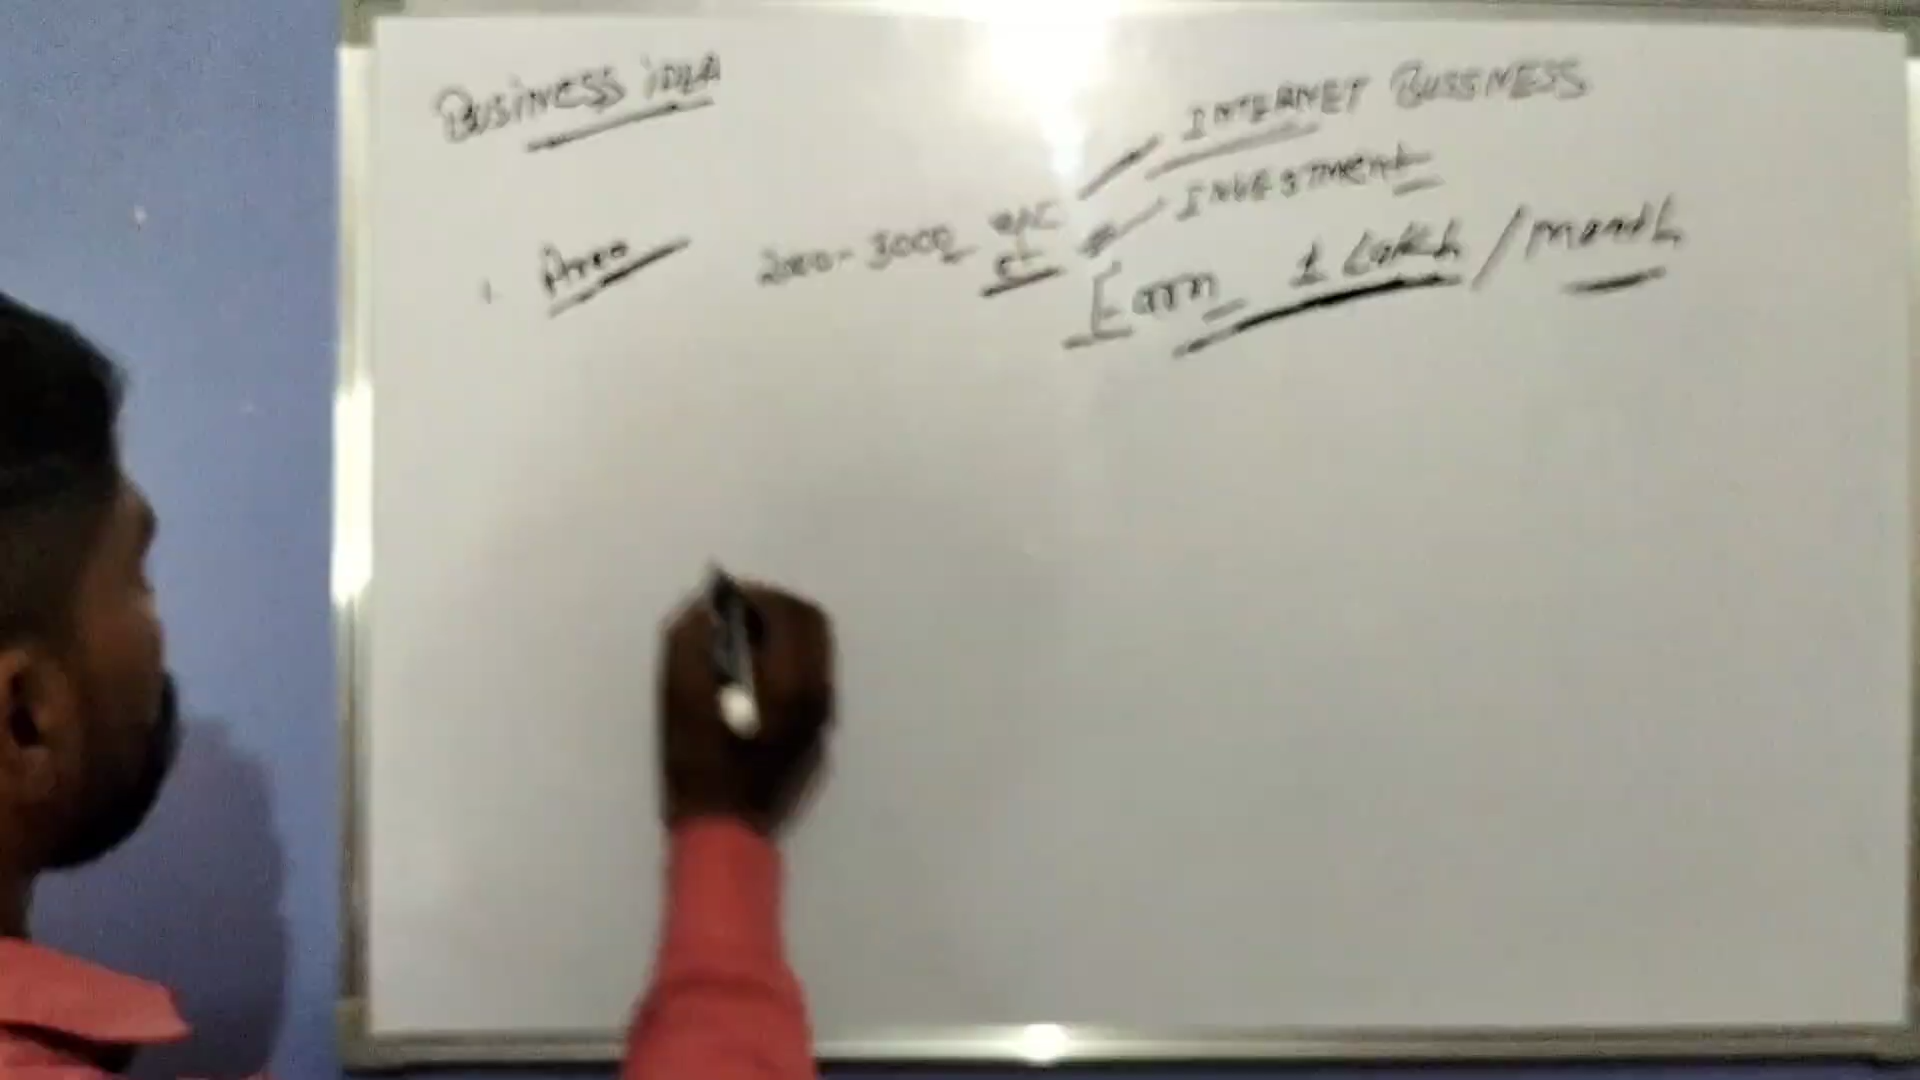 BUSINESS IDEA
INTERNET BUSSNESS
INVESTMENT
1. Area 2000-3000
Earn 1 Lakh / month